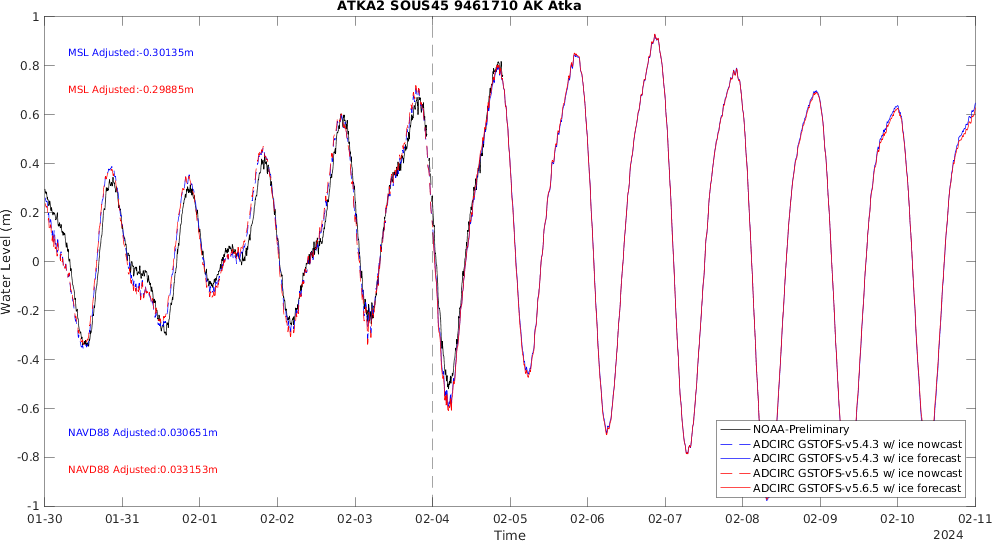 ATKA2 SOUS45 9461710 AK Atka
MSL Adjusted:-0.30135m
MSL Adjusted:-0.29885m
NAVD88 Adjusted:0.030651m
NAVD88 Adjusted:0.033153m
Water Level (m)
1
0.8
0.6
0.4
0.2
0
-0.2
-0.4
-0.6
-0.8
-1
NOAA-Preliminary
ADCIRC GSTOFS-v5.4.3 w/ ice nowcast
ADCIRC GSTOFS-v5.4.3 w/ ice forecast
ADCIRC GSTOFS-v5.6.5 w/ ice nowcast
ADCIRC GSTOFS-v5.6.5 w/ ice forecast
01-30 01-31 02-01 02-02 02-03 02-04 02-05 02-06 02-07 02-08 02-09 02-10 02-11
Time
2024